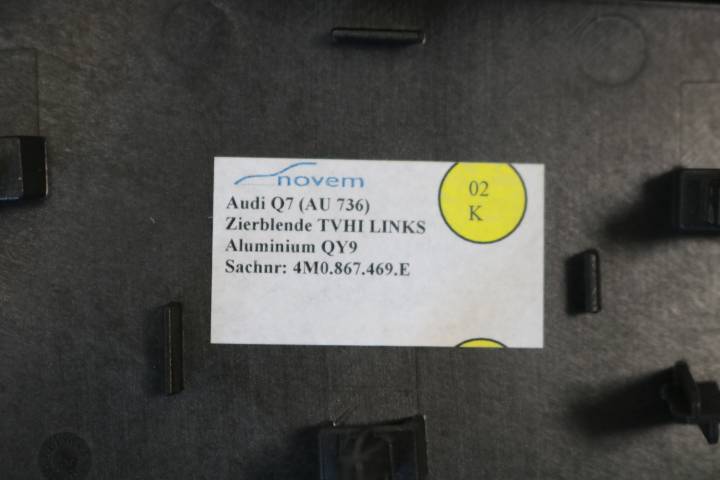 novem
Audi Q7 (AU 736)
Zierblende TVHI LINKS
Aluminium QY9
Sachnr: 4M0.867.469.E
02
K